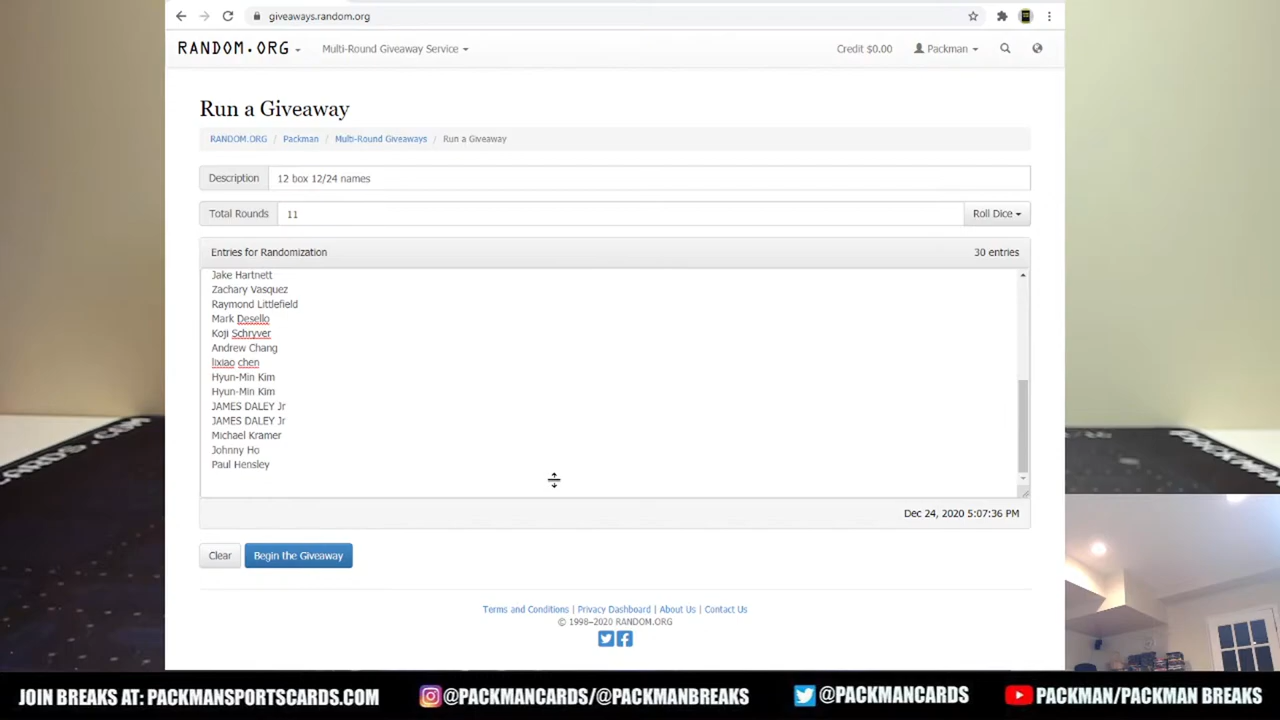 giveaways.random.org
RANDOM.ORG Multi-Round Giveaway Service Credit $0.00 Packman
Run a Giveaway
RANDOM.ORG / Packman / Multi-Round Giveaways / Run a Giveaway
Description 12 box 12/24 names
Total Rounds 11 Roll Dice
Entries for Randomization 30 entries
Jake Hartnett
Zachary Vasquez
Raymond Littlefield
Mark Desello
Koji Schryver
Andrew Chang
lixiao chen
Hyun-Min Kim
Hyun-Min Kim
JAMES DALEY Jr
JAMES DALEY Jr
Michael Kramer
Johnny Ho
Paul Hensley
Dec 24, 2020 5:07:36 PM
Clear Begin the Giveaway
Terms and Conditions | Privacy Dashboard | About Us | Contact Us
© 1998–2020 RANDOM.ORG
CARDS.COM
JOIN BREAKS AT: PACKMANSPORTSCARDS.COM @PACKMANCARDS/@PACKMANBREAKS @PACKMANCARDS PACKMAN/PACKMAN BREAKS